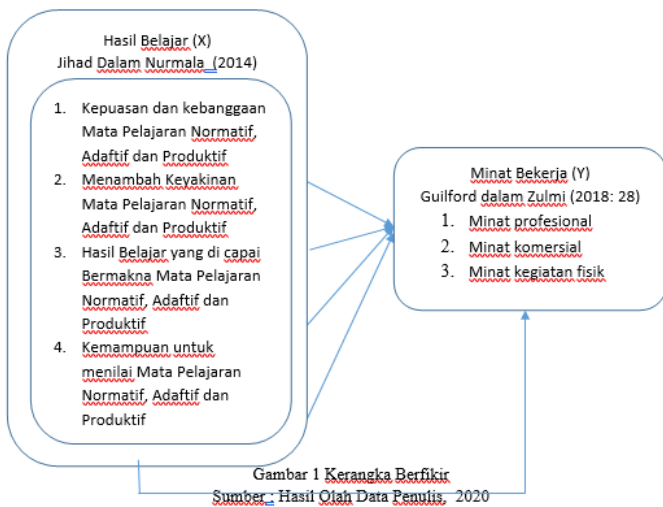 Hasil Belajar (X)
Jihad Dalam Nurmala (2014)
1. Kepuasan dan kebanggaan
Mata Pelajaran Normatif,
Adaftif dan Produktif
2. Menambah Keyakinan
Mata Pelajaran Normatif,
Adaftif dan Produktif
3. Hasil Belajar yang di capai
Bermakna Mata Pelajaran
Normatif, Adaftif dan
Produktif
4. Kemampuan untuk
menilai Mata Pelajaran
Normatif, Adaftif dan
Produktif
Minat Bekerja (Y)
Guilford dalam Zulmi (2018: 28)
1. Minat profesional
2. Minat komersial
3. Minat kegiatan fisik
Gambar 1 Kerangka Berfikir
Sumber : Hasil Olah Data Penulis, 2020